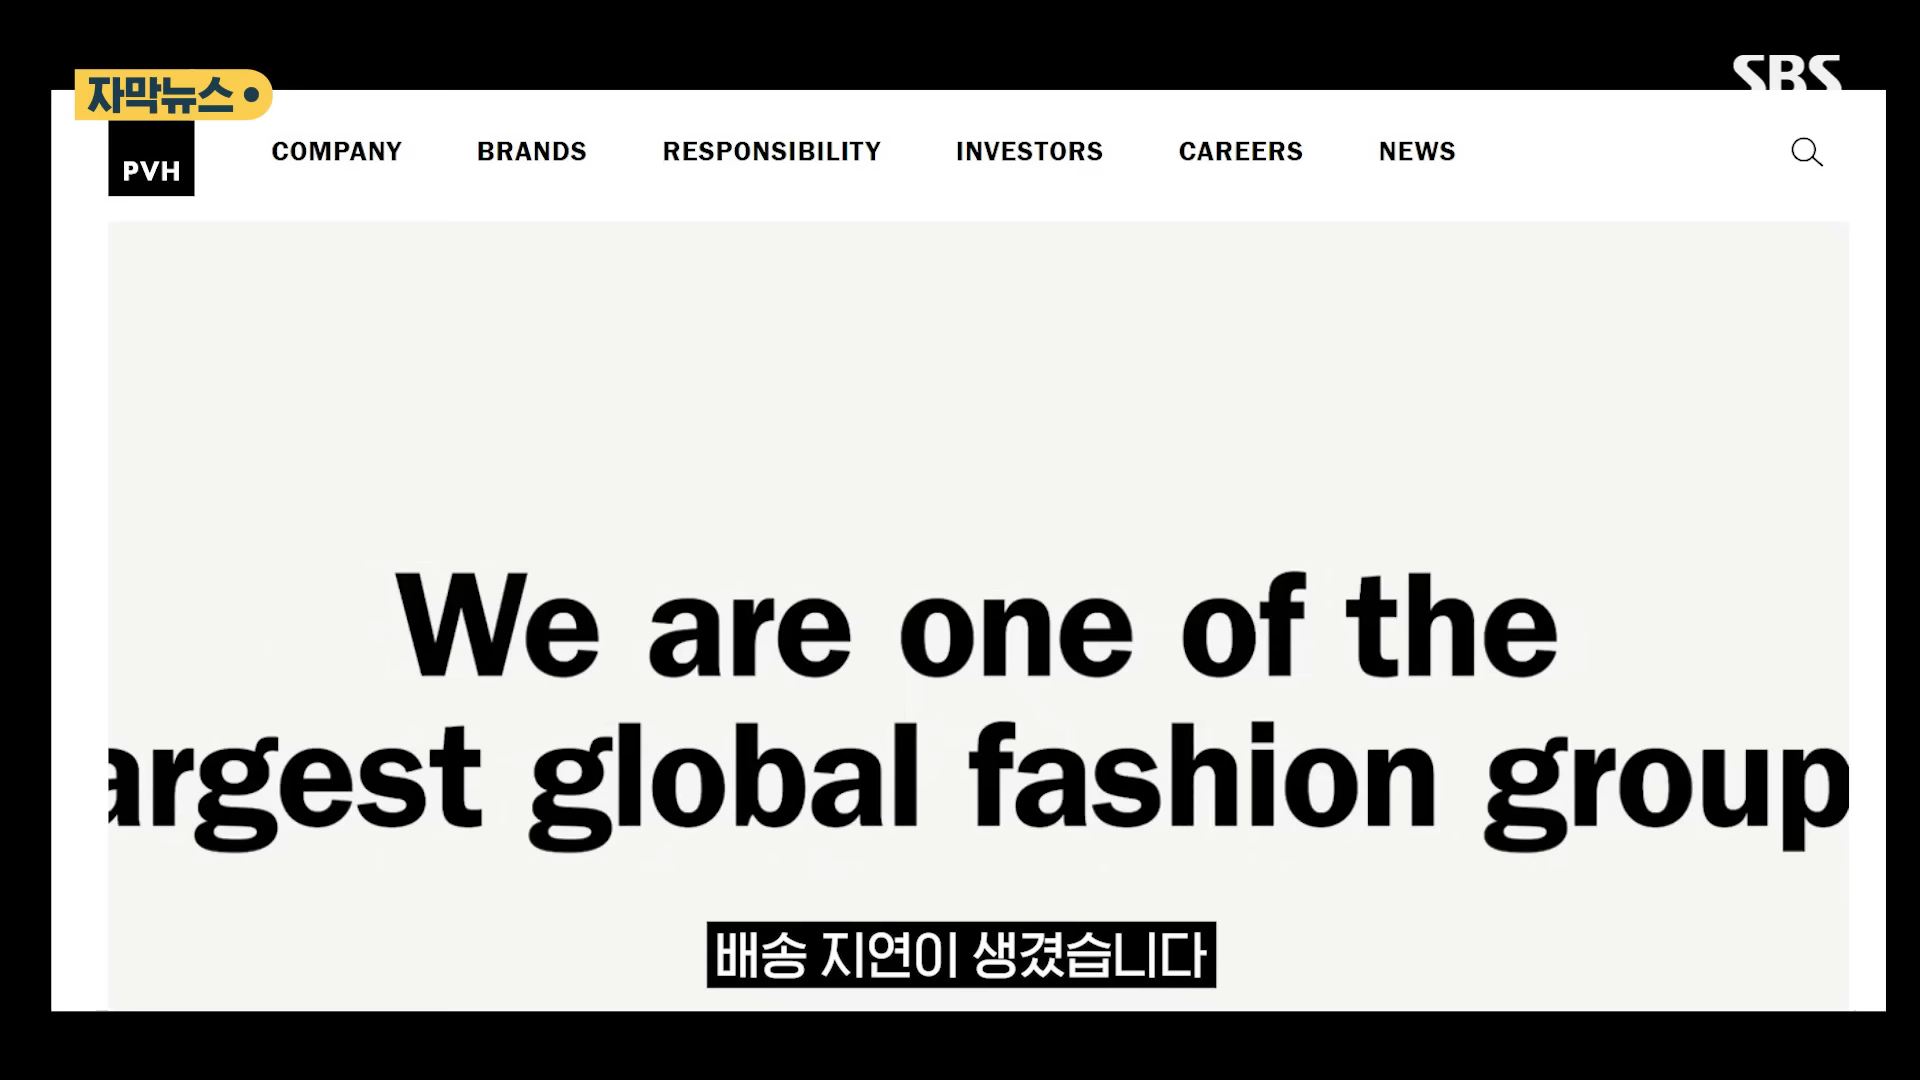 자막뉴스
SBS
PVH
COMPANY BRANDS RESPONSIBILITY INVESTORS CAREERS NEWS
We are one of the
argest global fashion group
배송 지연이 생겼습니다